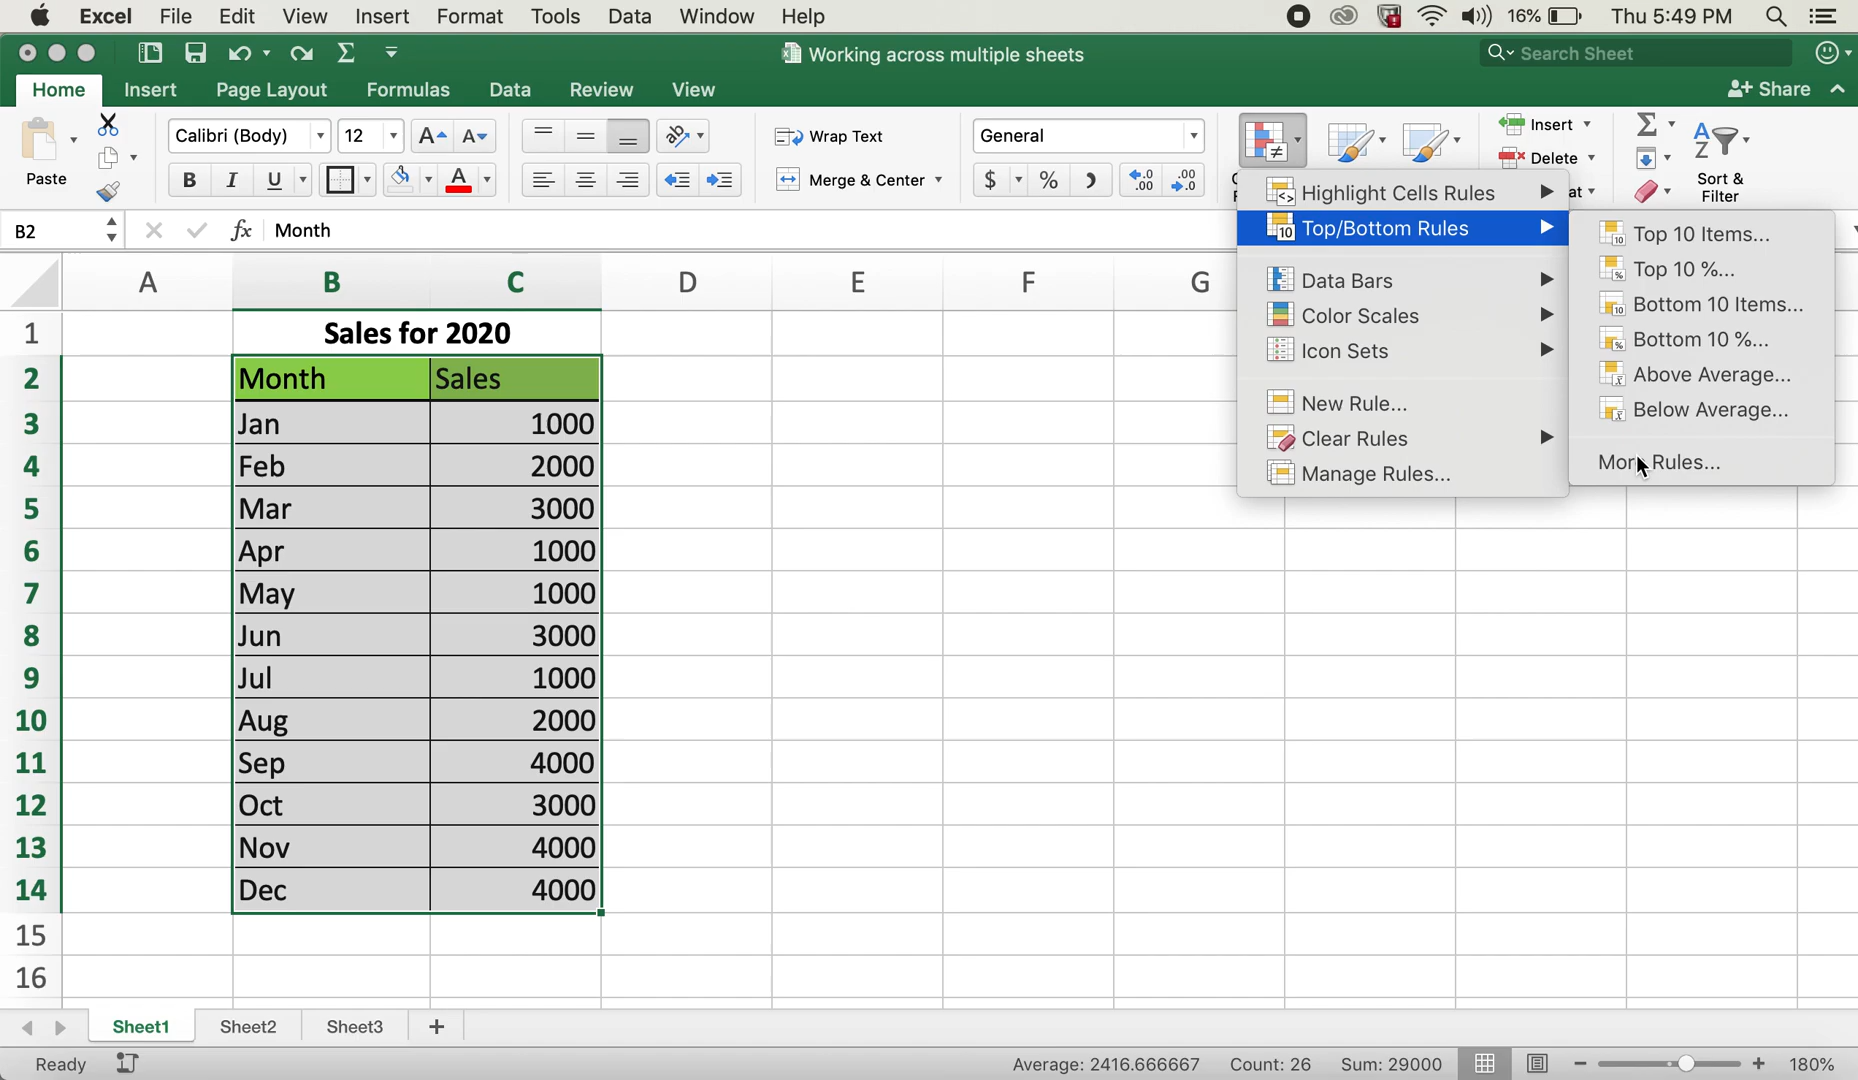 Excel File Edit View Insert Format Tools Data Window Help 16% Thu 5:49 PM
Working across multiple sheets Search Sheet
Home Insert Page Layout Formulas Data Review View Share
Paste Calibri (Body) 12 A A Wrap Text General Insert
B I U A Merge & Center $ % Delete
Sort & Filter
B2 fx Month
Highlight Cells Rules
Top/Bottom Rules
Data Bars
Color Scales
Icon Sets
New Rule...
Clear Rules
Manage Rules...
Top 10 Items...
Top 10 %...
Bottom 10 Items...
Bottom 10 %...
Above Average...
Below Average...
More Rules...
A B C D E F G
1 Sales for 2020
2 Month Sales
3 Jan 1000
4 Feb 2000
5 Mar 3000
6 Apr 1000
7 May 1000
8 Jun 3000
9 Jul 1000
10 Aug 2000
11 Sep 4000
12 Oct 3000
13 Nov 4000
14 Dec 4000
15
16
Sheet1 Sheet2 Sheet3 +
Ready Average: 2416.666667 Count: 26 Sum: 29000 180%